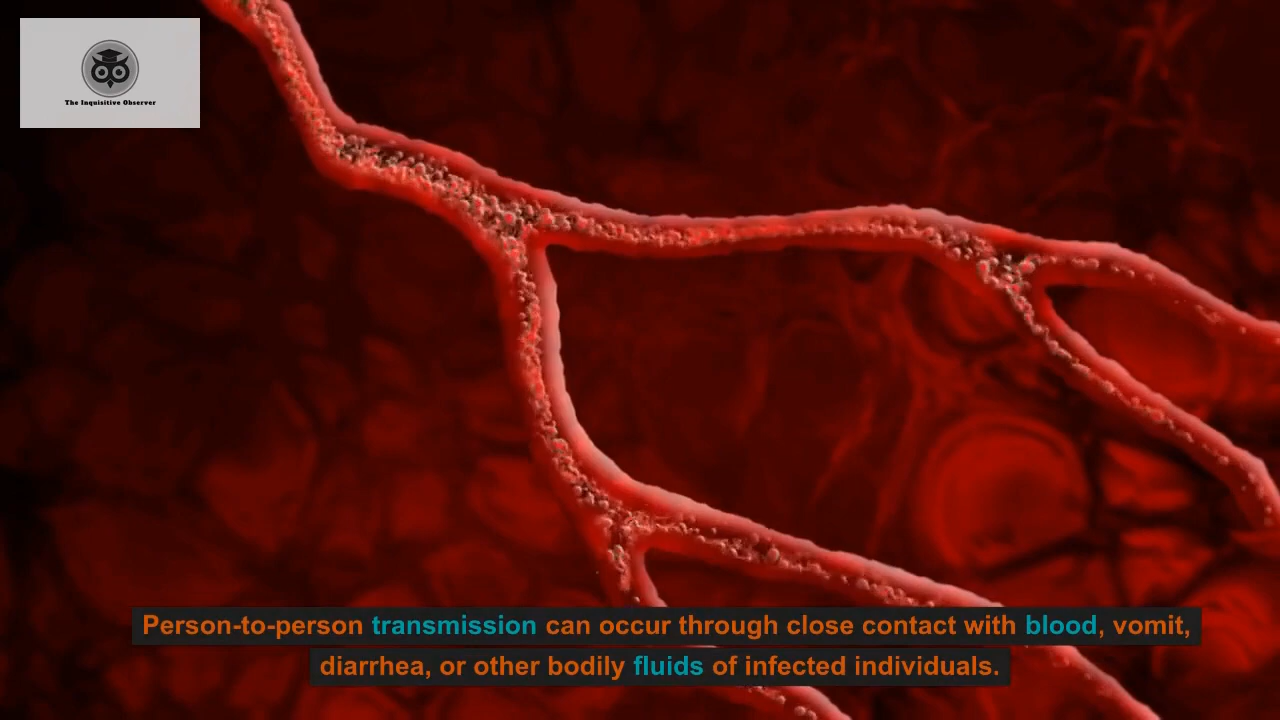 The Inquisitive Observer
Person-to-person transmission can occur through close contact with blood, vomit,
diarrhea, or other bodily fluids of infected individuals.